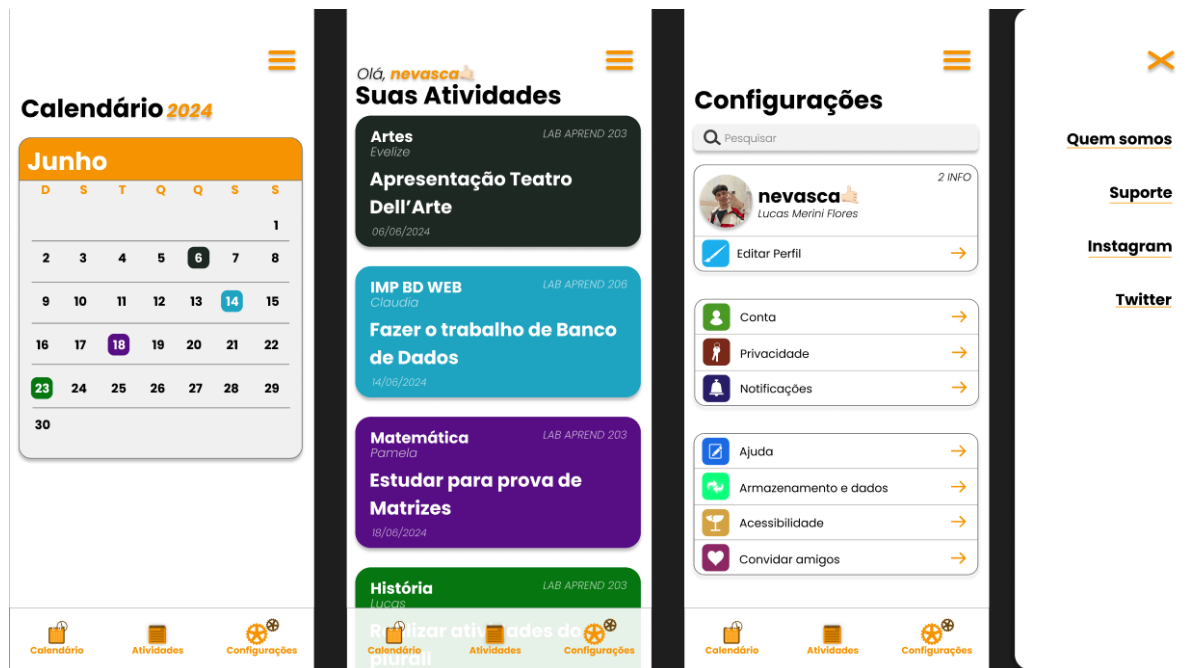 Calendário 2024
Junho
D S T Q Q S S
1
2 3 4 5 6 7 8
9 10 11 12 13 14 15
16 17 18 19 20 21 22
23 24 25 26 27 28 29
30
Calendário Atividades Configurações
Olá, nevasca
Suas Atividades
Artes LAB APREND 203
Evelize
Apresentação Teatro
Dell'Arte
06/06/2024
IMP BD WEB LAB APREND 206
Claudia
Fazer o trabalho de Banco
de Dados
14/06/2024
Matemática LAB APREND 203
Pamela
Estudar para prova de
Matrizes
18/06/2024
História LAB APREND 203
Lucas
Realizar atividades do
plurall
Calendário Atividades Configurações
Configurações
Pesquisar
2 INFO
nevasca
Lucas Merini Flores
Editar Perfil
Conta
Privacidade
Notificações
Ajuda
Armazenamento e dados
Acessibilidade
Convidar amigos
Calendário Atividades Configurações
Quem somos
Suporte
Instagram
Twitter